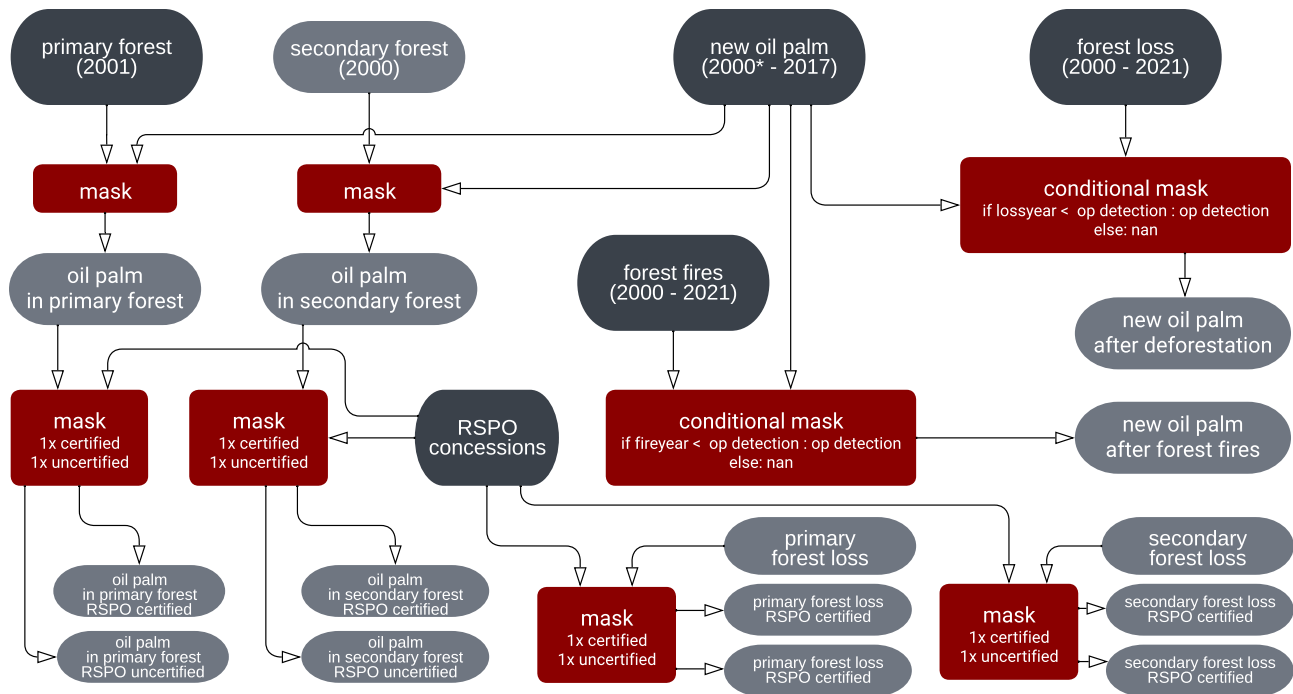 primary forest
(2001)
secondary forest
(2000)
new oil palm
(2000* - 2017)
forest loss
(2000 - 2021)
mask
mask
conditional mask
if lossyear <  op detection : op detection
else: nan
oil palm
in primary forest
oil palm
in secondary forest
forest fires
(2000 - 2021)
new oil palm
after deforestation
mask
1x certified
1x uncertified
mask
1x certified
1x uncertified
RSPO
concessions
conditional mask
if fireyear <  op detection : op detection
else: nan
new oil palm
after forest fires
oil palm
in primary forest
RSPO certified
oil palm
in primary forest
RSPO uncertified
oil palm
in secondary forest
RSPO certified
oil palm
in secondary forest
RSPO uncertified
mask
1x certified
1x uncertified
primary
forest loss
primary forest loss
RSPO certified
primary forest loss
RSPO certified
mask
1x certified
1x uncertified
secondary
forest loss
secondary forest loss
RSPO certified
secondary forest loss
RSPO certified